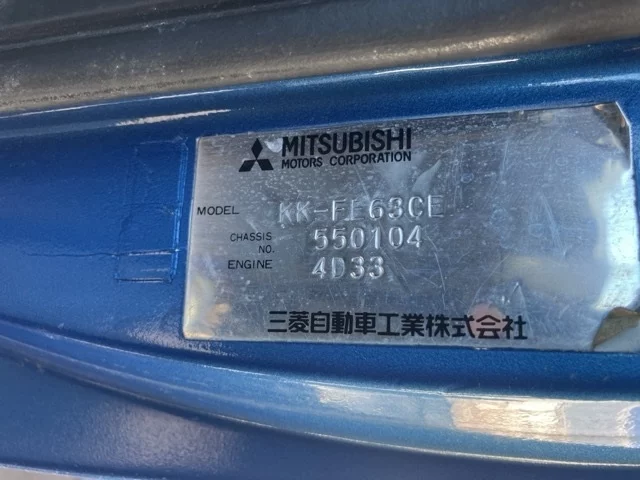 MITSUBISHI
MOTORS CORPORATION
MODEL KK-FE63CE
CHASSIS NO. 550104
ENGINE 4D33
三菱自動車工業株式会社